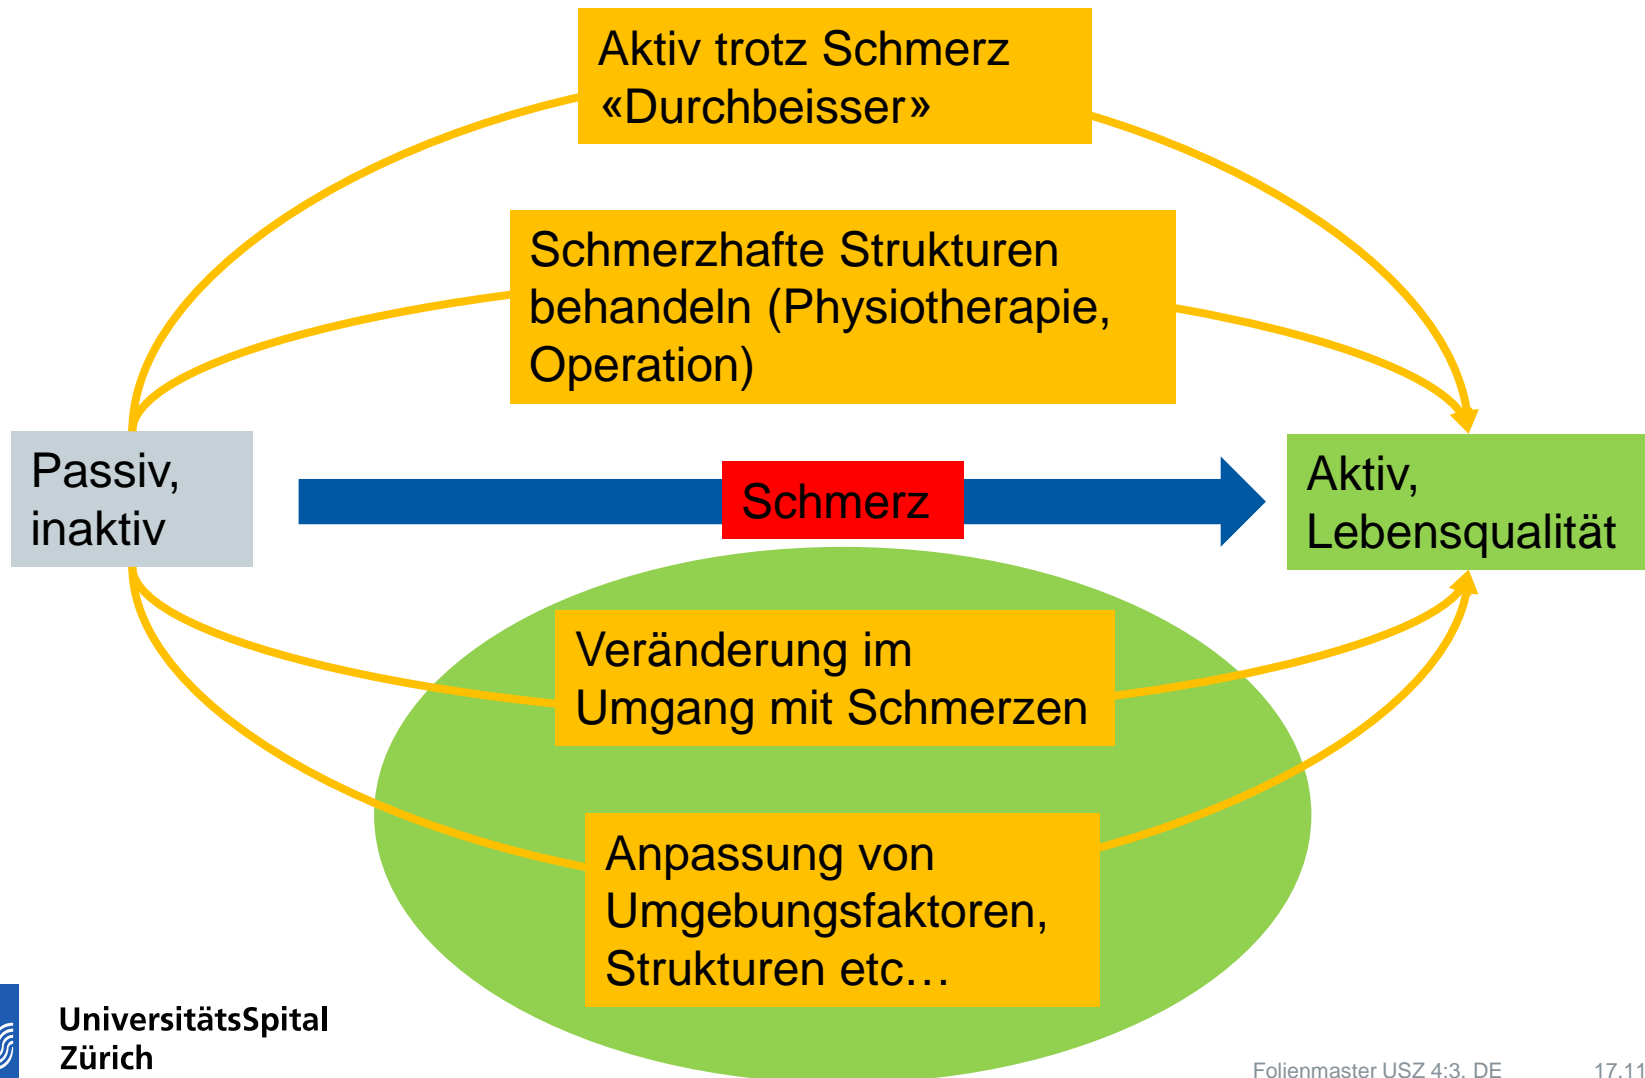 Aktiv trotz Schmerz
«Durchbeisser»
Schmerzhafte Strukturen
behandeln (Physiotherapie,
Operation)
Passiv,
inaktiv
Schmerz
Aktiv,
Lebensqualität
Veränderung im
Umgang mit Schmerzen
Anpassung von
Umgebungsfaktoren,
Strukturen etc…
UniversitätsSpital
Zürich
Folienmaster USZ 4:3, DE
17.11